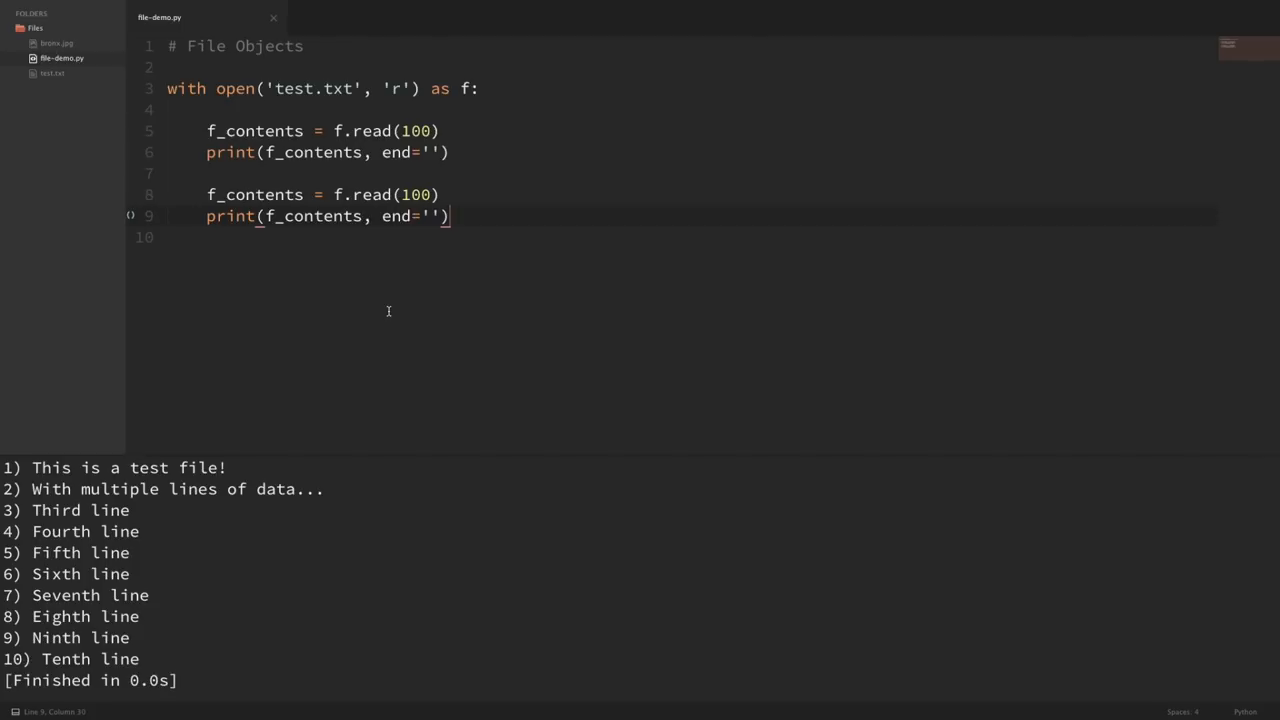 FOLDERS
Files
bronx.jpg
file-demo.py
test.txt
file-demo.py ×
1 # File Objects
2
3 with open('test.txt', 'r') as f:
4
5     f_contents = f.read(100)
6     print(f_contents, end='')
7
8     f_contents = f.read(100)
() 9     print(f_contents, end='')
10
1) This is a test file!
2) With multiple lines of data...
3) Third line
4) Fourth line
5) Fifth line
6) Sixth line
7) Seventh line
8) Eighth line
9) Ninth line
10) Tenth line
[Finished in 0.0s]
Line 9, Column 30 Spaces: 4 Python